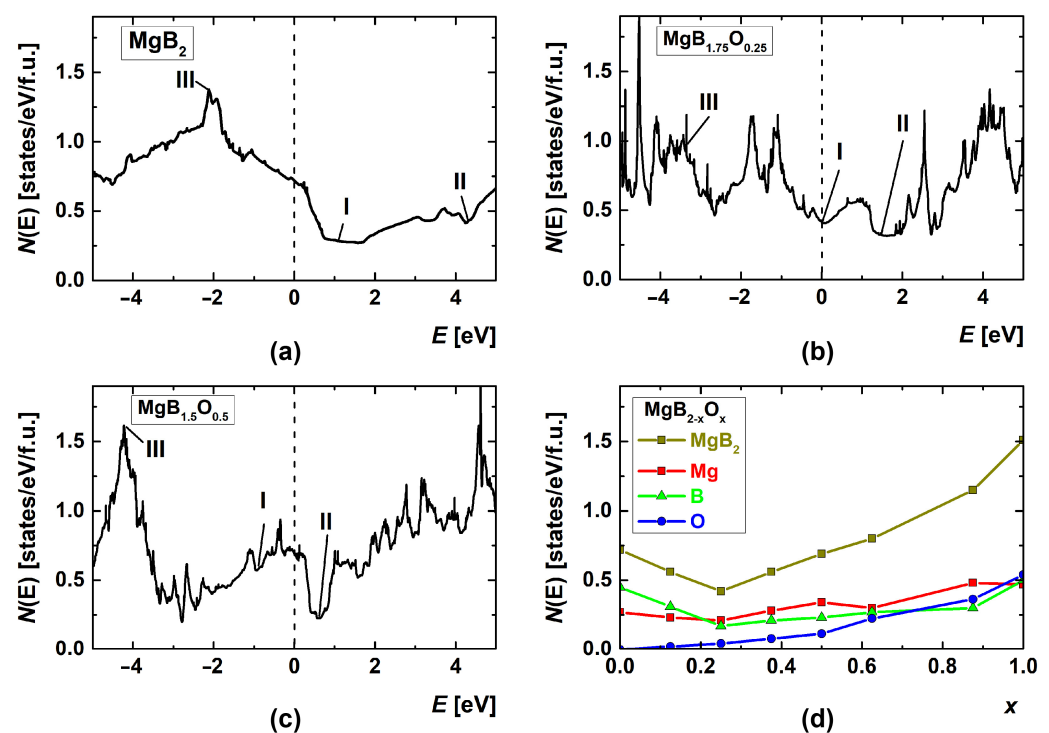 N(E) [states/eV/f.u.]
1.5
1.0
0.5
0.0
MgB₂
III
I
II
−4 −2 0 2 4
E [eV]
(a)
N(E) [states/eV/f.u.]
1.5
1.0
0.5
0.0
MgB₁.₇₅O₀.₂₅
III
I
II
−4 −2 0 2 4
E [eV]
(b)
N(E) [states/eV/f.u.]
1.5
1.0
0.5
0.0
MgB₁.₅O₀.₅
III
I
II
−4 −2 0 2 4
E [eV]
(c)
N(E) [states/eV/f.u.]
1.5
1.0
0.5
0.0
MgB₂₋ₓOₓ
MgB₂
Mg
B
O
0.0 0.2 0.4 0.6 0.8 1.0
x
(d)